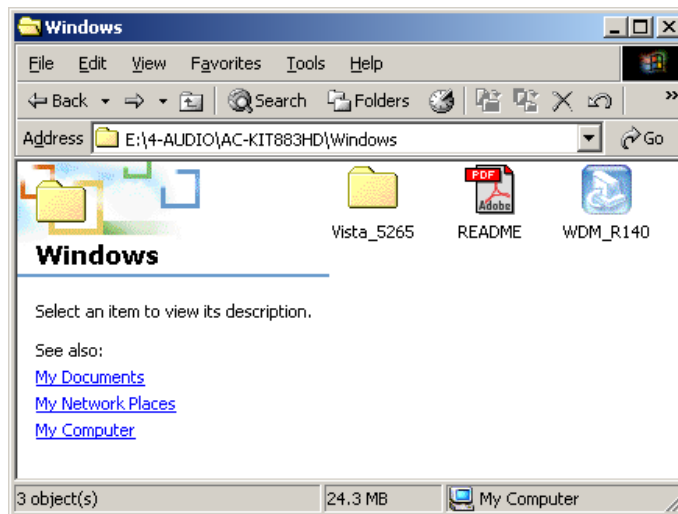 Windows
File Edit View Favorites Tools Help
Back Search Folders »
Address E:\4-AUDIO\AC-KIT883HD\Windows Go
Windows
Select an item to view its description.
See also:
My Documents
My Network Places
My Computer
Vista_5265
PDF
Adobe
README
WDM_R140
3 object(s) 24.3 MB My Computer